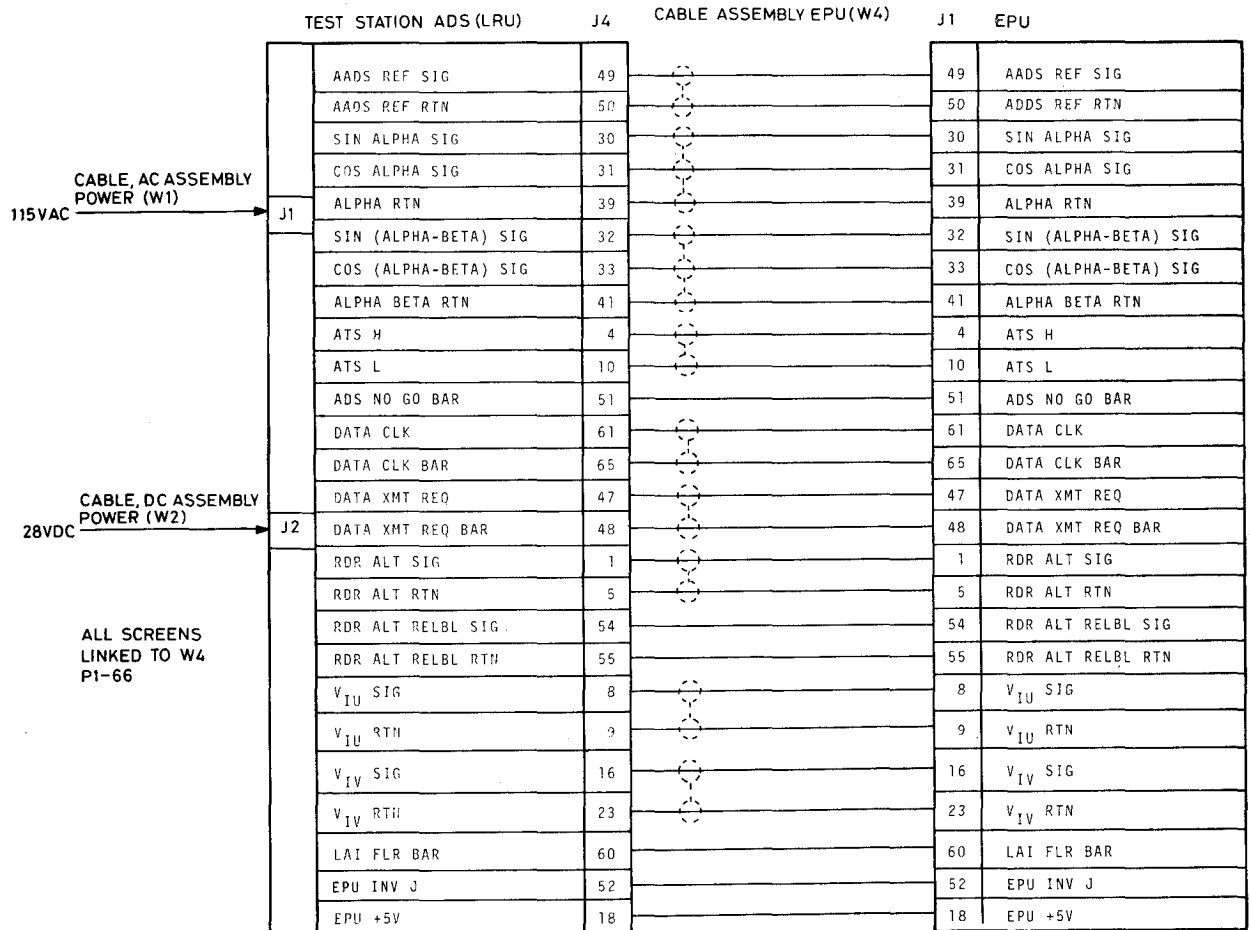 TEST STATION ADS (LRU) J4 CABLE ASSEMBLY EPU (W4) J1 EPU
AADS REF SIG 49 49 AADS REF SIG
AADS REF RTN 50 50 ADDS REF RTN
SIN ALPHA SIG 30 30 SIN ALPHA SIG
COS ALPHA SIG 31 31 COS ALPHA SIG
CABLE, AC ASSEMBLY
POWER (W1)
115VAC J1
ALPHA RTN 39 39 ALPHA RTN
SIN (ALPHA-BETA) SIG 32 32 SIN (ALPHA-BETA) SIG
COS (ALPHA-BETA) SIG 33 33 COS (ALPHA-BETA) SIG
ALPHA BETA RTN 41 41 ALPHA BETA RTN
ATS H 4 4 ATS H
ATS L 10 10 ATS L
ADS NO GO BAR 51 51 ADS NO GO BAR
DATA CLK 61 61 DATA CLK
DATA CLK BAR 65 65 DATA CLK BAR
DATA XMT REQ 47 47 DATA XMT REQ
CABLE, DC ASSEMBLY
POWER (W2)
28VDC J2
DATA XMT REQ BAR 48 48 DATA XMT REQ BAR
RDR ALT SIG 1 1 RDR ALT SIG
RDR ALT RTN 5 5 RDR ALT RTN
RDR ALT RELBL SIG 54 54 RDR ALT RELBL SIG
RDR ALT RELBL RTN 55 55 RDR ALT RELBL RTN
ALL SCREENS
LINKED TO W4
P1-66
VIU SIG 8 8 VIU SIG
VIU RTN 9 9 VIU RTN
VIV SIG 16 16 VIV SIG
VIV RTN 23 23 VIV RTN
LAI FLR BAR 60 60 LAI FLR BAR
EPU INV J 52 52 EPU INV J
EPU +5V 18 18 EPU +5V